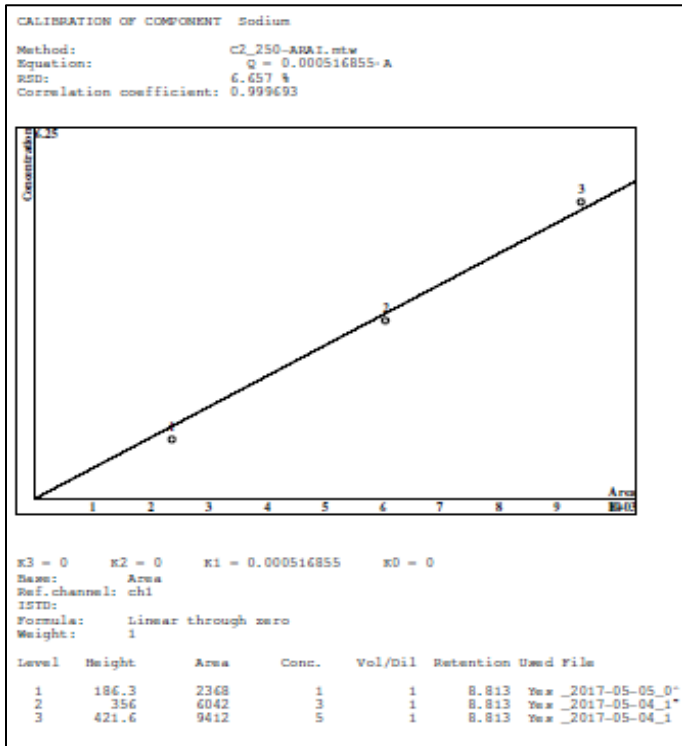 CALIBRATION OF COMPONENT Sodium
Method: C2_250-ARAI.mtw
Equation: Q = 0.000516855·A
RSD: 6.657 %
Correlation coefficient: 0.999693
6.25
Concentration
3
2
1
Area
1 2 3 4 5 6 7 8 9
K3 = 0 K2 = 0 K1 = 0.000516855 K0 = 0
Base: Area
Ref.channel: ch1
ISTD:
Formula: Linear through zero
Weight: 1
Level Height Area Conc. Vol/Dil Retention Used File
1 186.3 2368 1 1 8.813 Yes _2017-05-05_0~
2 356 6042 3 1 8.813 Yes _2017-05-04_1~
3 421.6 9412 5 1 8.813 Yes _2017-05-04_1